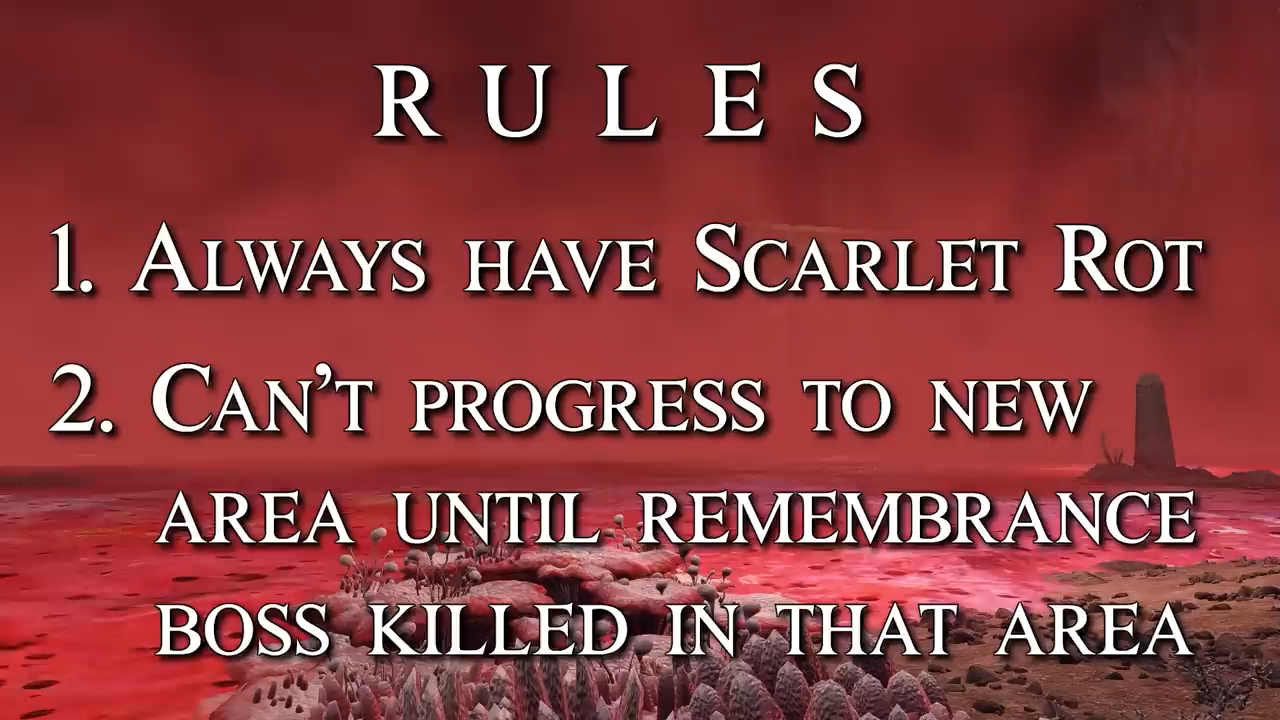 RULES
1. ALWAYS HAVE SCARLET ROT
2. CAN'T PROGRESS TO NEW
AREA UNTIL REMEMBRANCE
BOSS KILLED IN THAT AREA